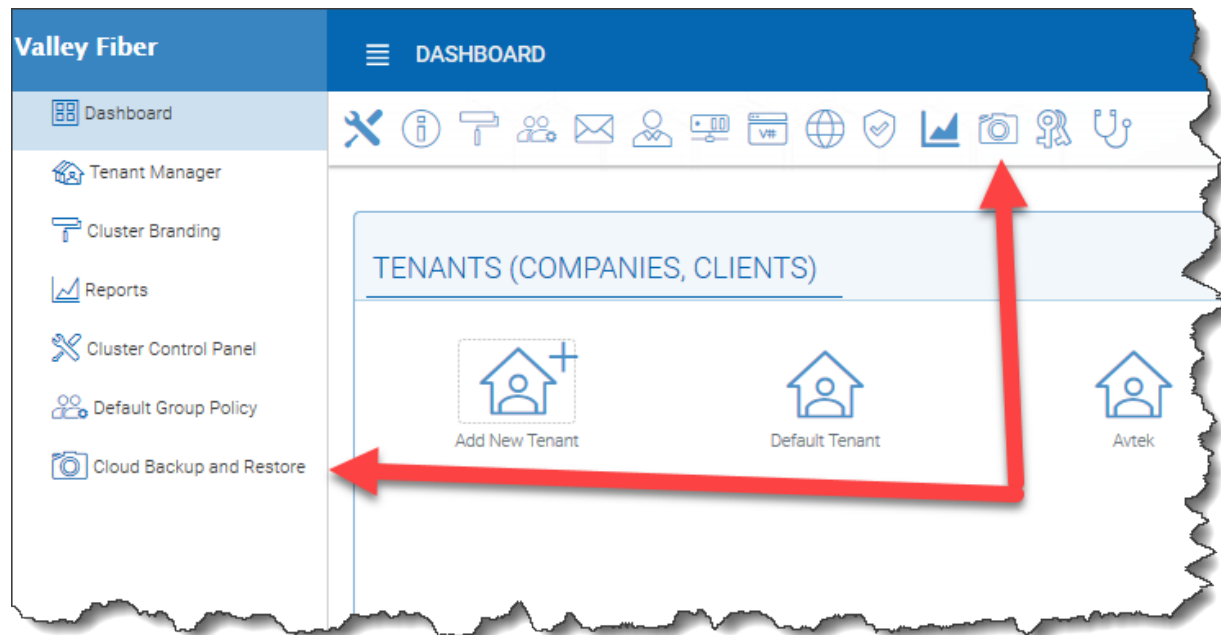 Valley Fiber
DASHBOARD
Dashboard
Tenant Manager
Cluster Branding
Reports
Cluster Control Panel
Default Group Policy
Cloud Backup and Restore
V#
TENANTS (COMPANIES, CLIENTS)
Add New Tenant
Default Tenant
Avtek